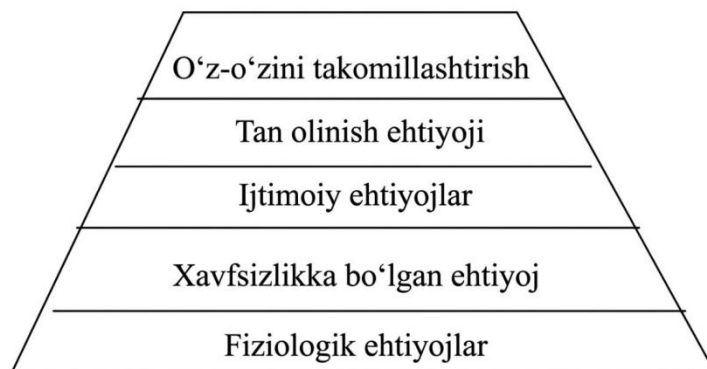 O‘z-o‘zini takomillashtirish
Tan olinish ehtiyoji
Ijtimoiy ehtiyojlar
Xavfsizlikka bo‘lgan ehtiyoj
Fiziologik ehtiyojlar